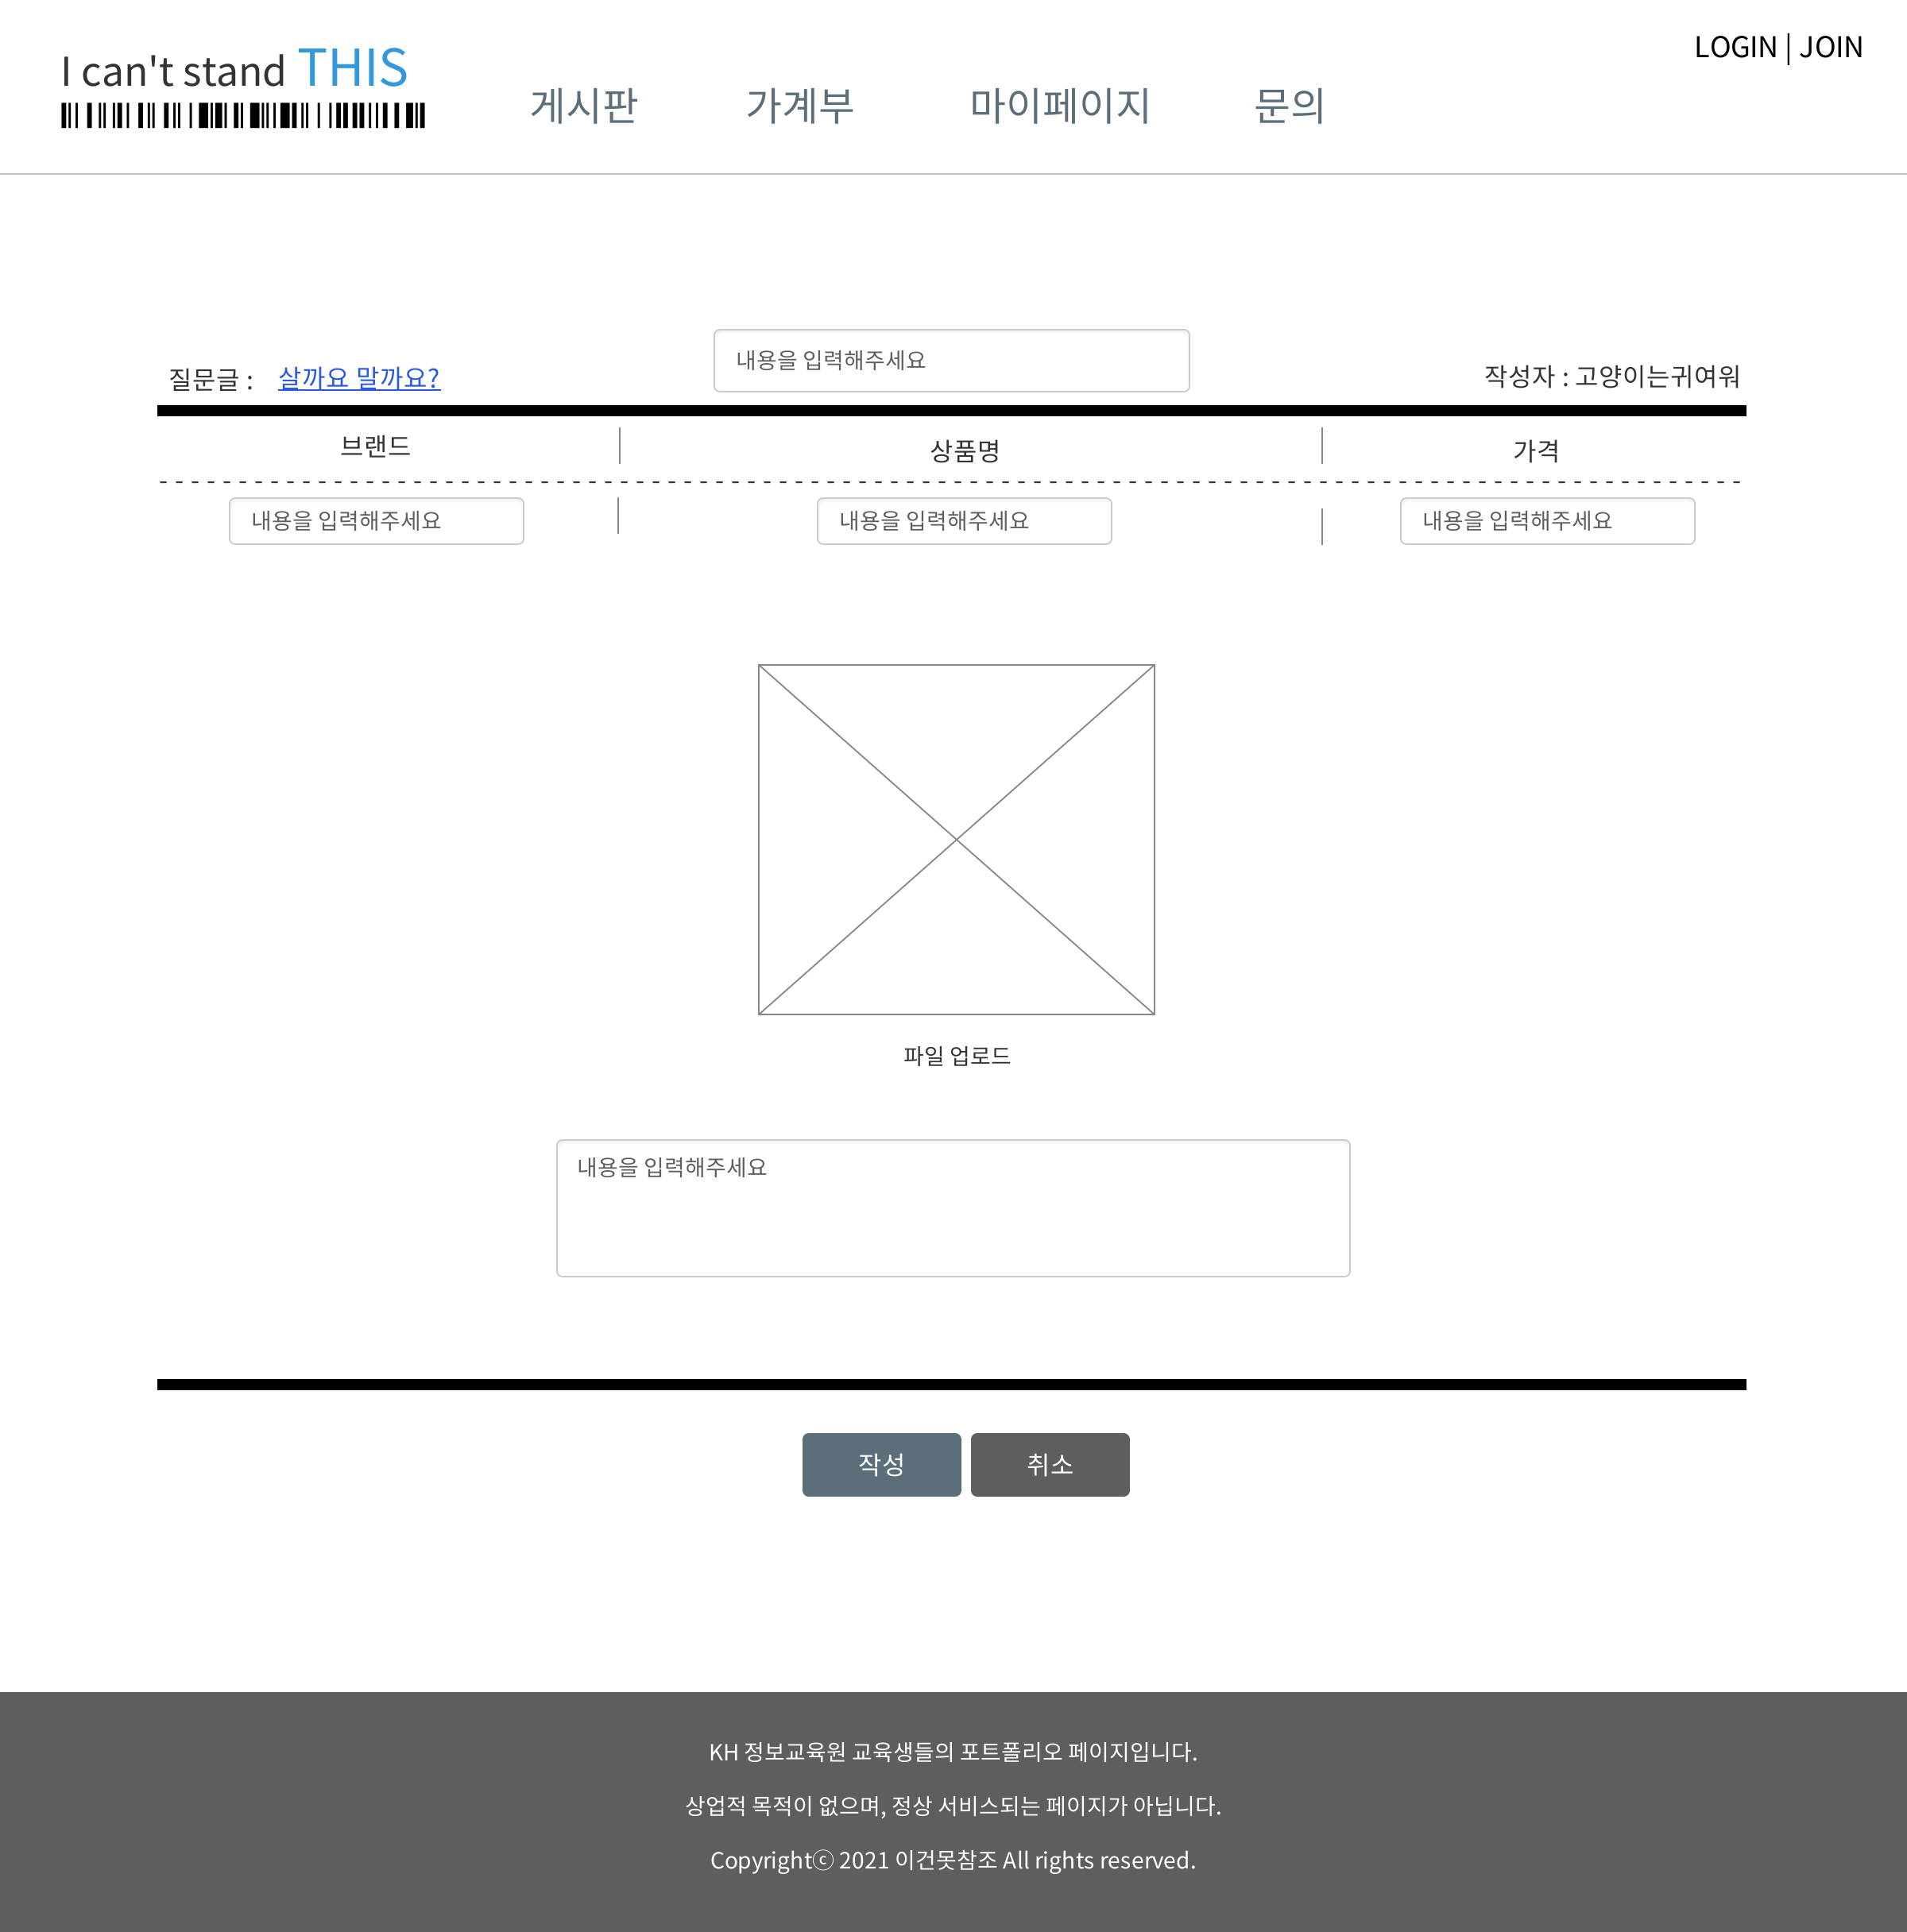 LOGIN | JOIN
I can't stand THIS
게시판 가계부 마이페이지 문의
내용을 입력해주세요
질문글 : 살까요 말까요? 작성자 : 고양이는귀여워
브랜드 상품명 가격
내용을 입력해주세요 내용을 입력해주세요 내용을 입력해주세요
파일 업로드
내용을 입력해주세요
작성 취소
KH 정보교육원 교육생들의 포트폴리오 페이지입니다.
상업적 목적이 없으며, 정상 서비스되는 페이지가 아닙니다.
Copyrightⓒ 2021 이건못참조 All rights reserved.